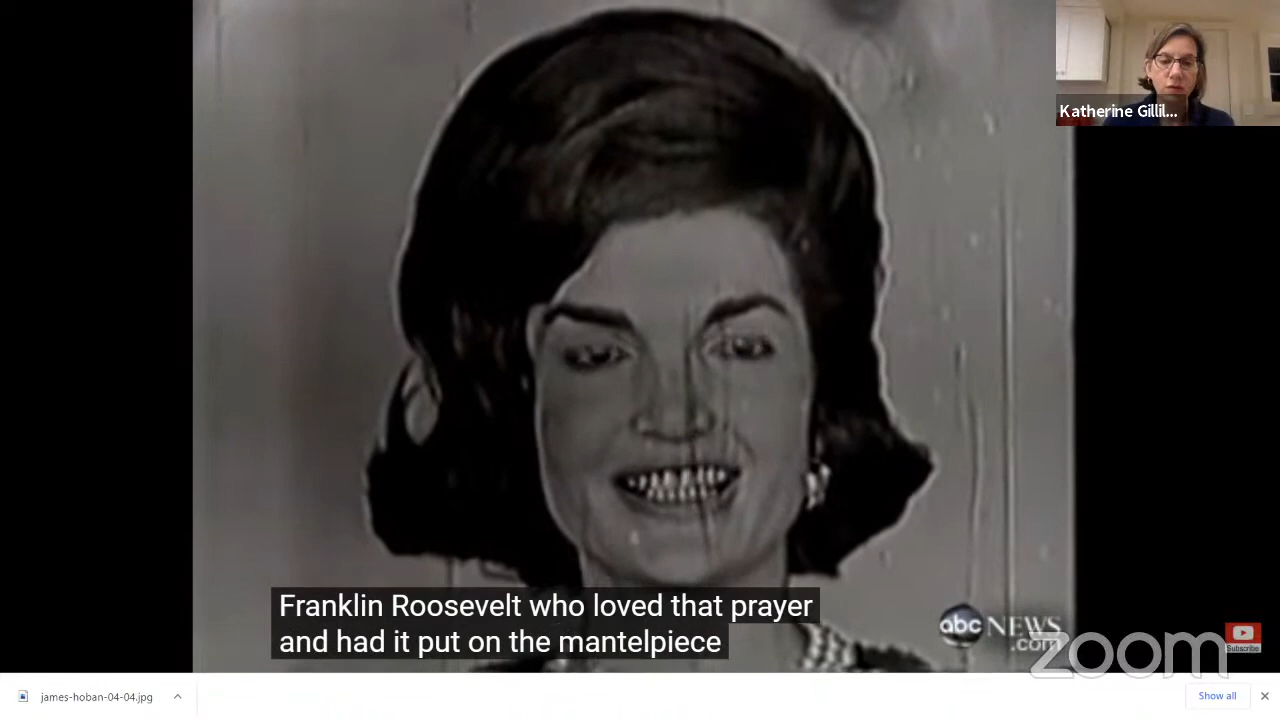 Katherine Gillil...
Franklin Roosevelt who loved that prayer
and had it put on the mantelpiece
abc NEWS
.com
zoom
Subscribe
james-hoban-04-04.jpg
Show all